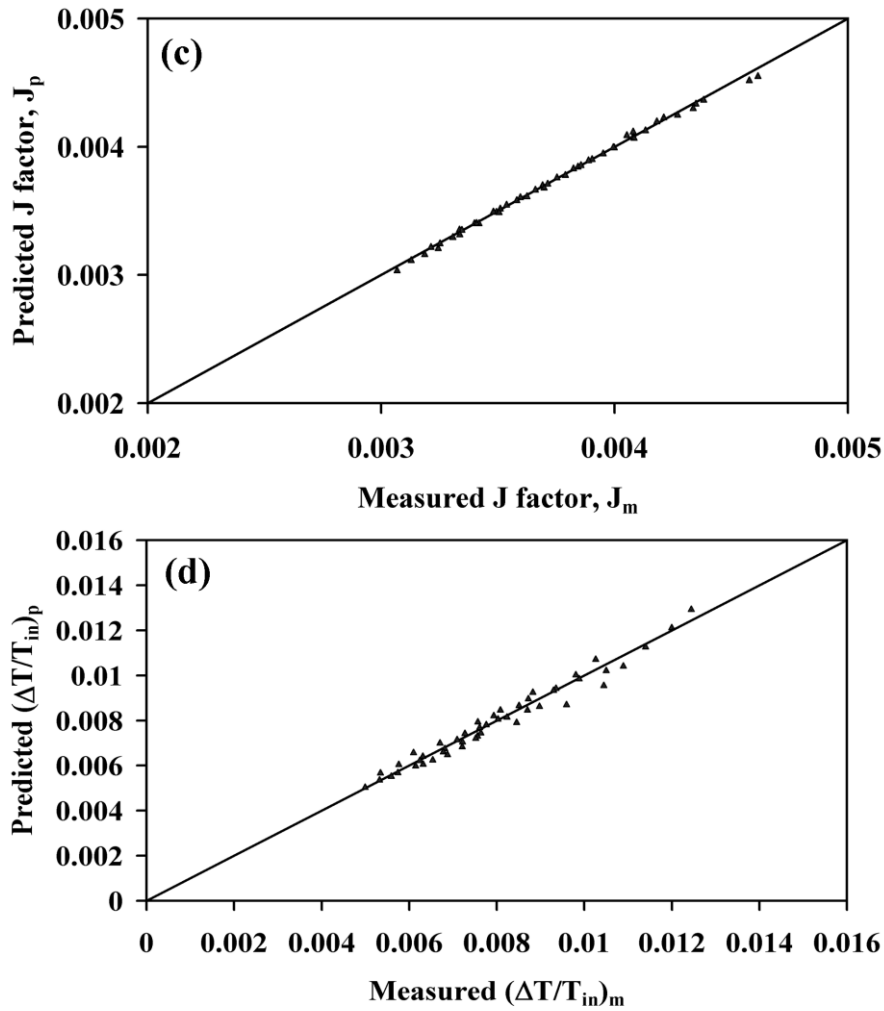 (c)
Predicted J factor, Jp
0.005
0.004
0.003
0.002
0.002 0.003 0.004 0.005
Measured J factor, Jm
(d)
Predicted (ΔT/Tin)p
0.016
0.014
0.012
0.01
0.008
0.006
0.004
0.002
0
0 0.002 0.004 0.006 0.008 0.01 0.012 0.014 0.016
Measured (ΔT/Tin)m